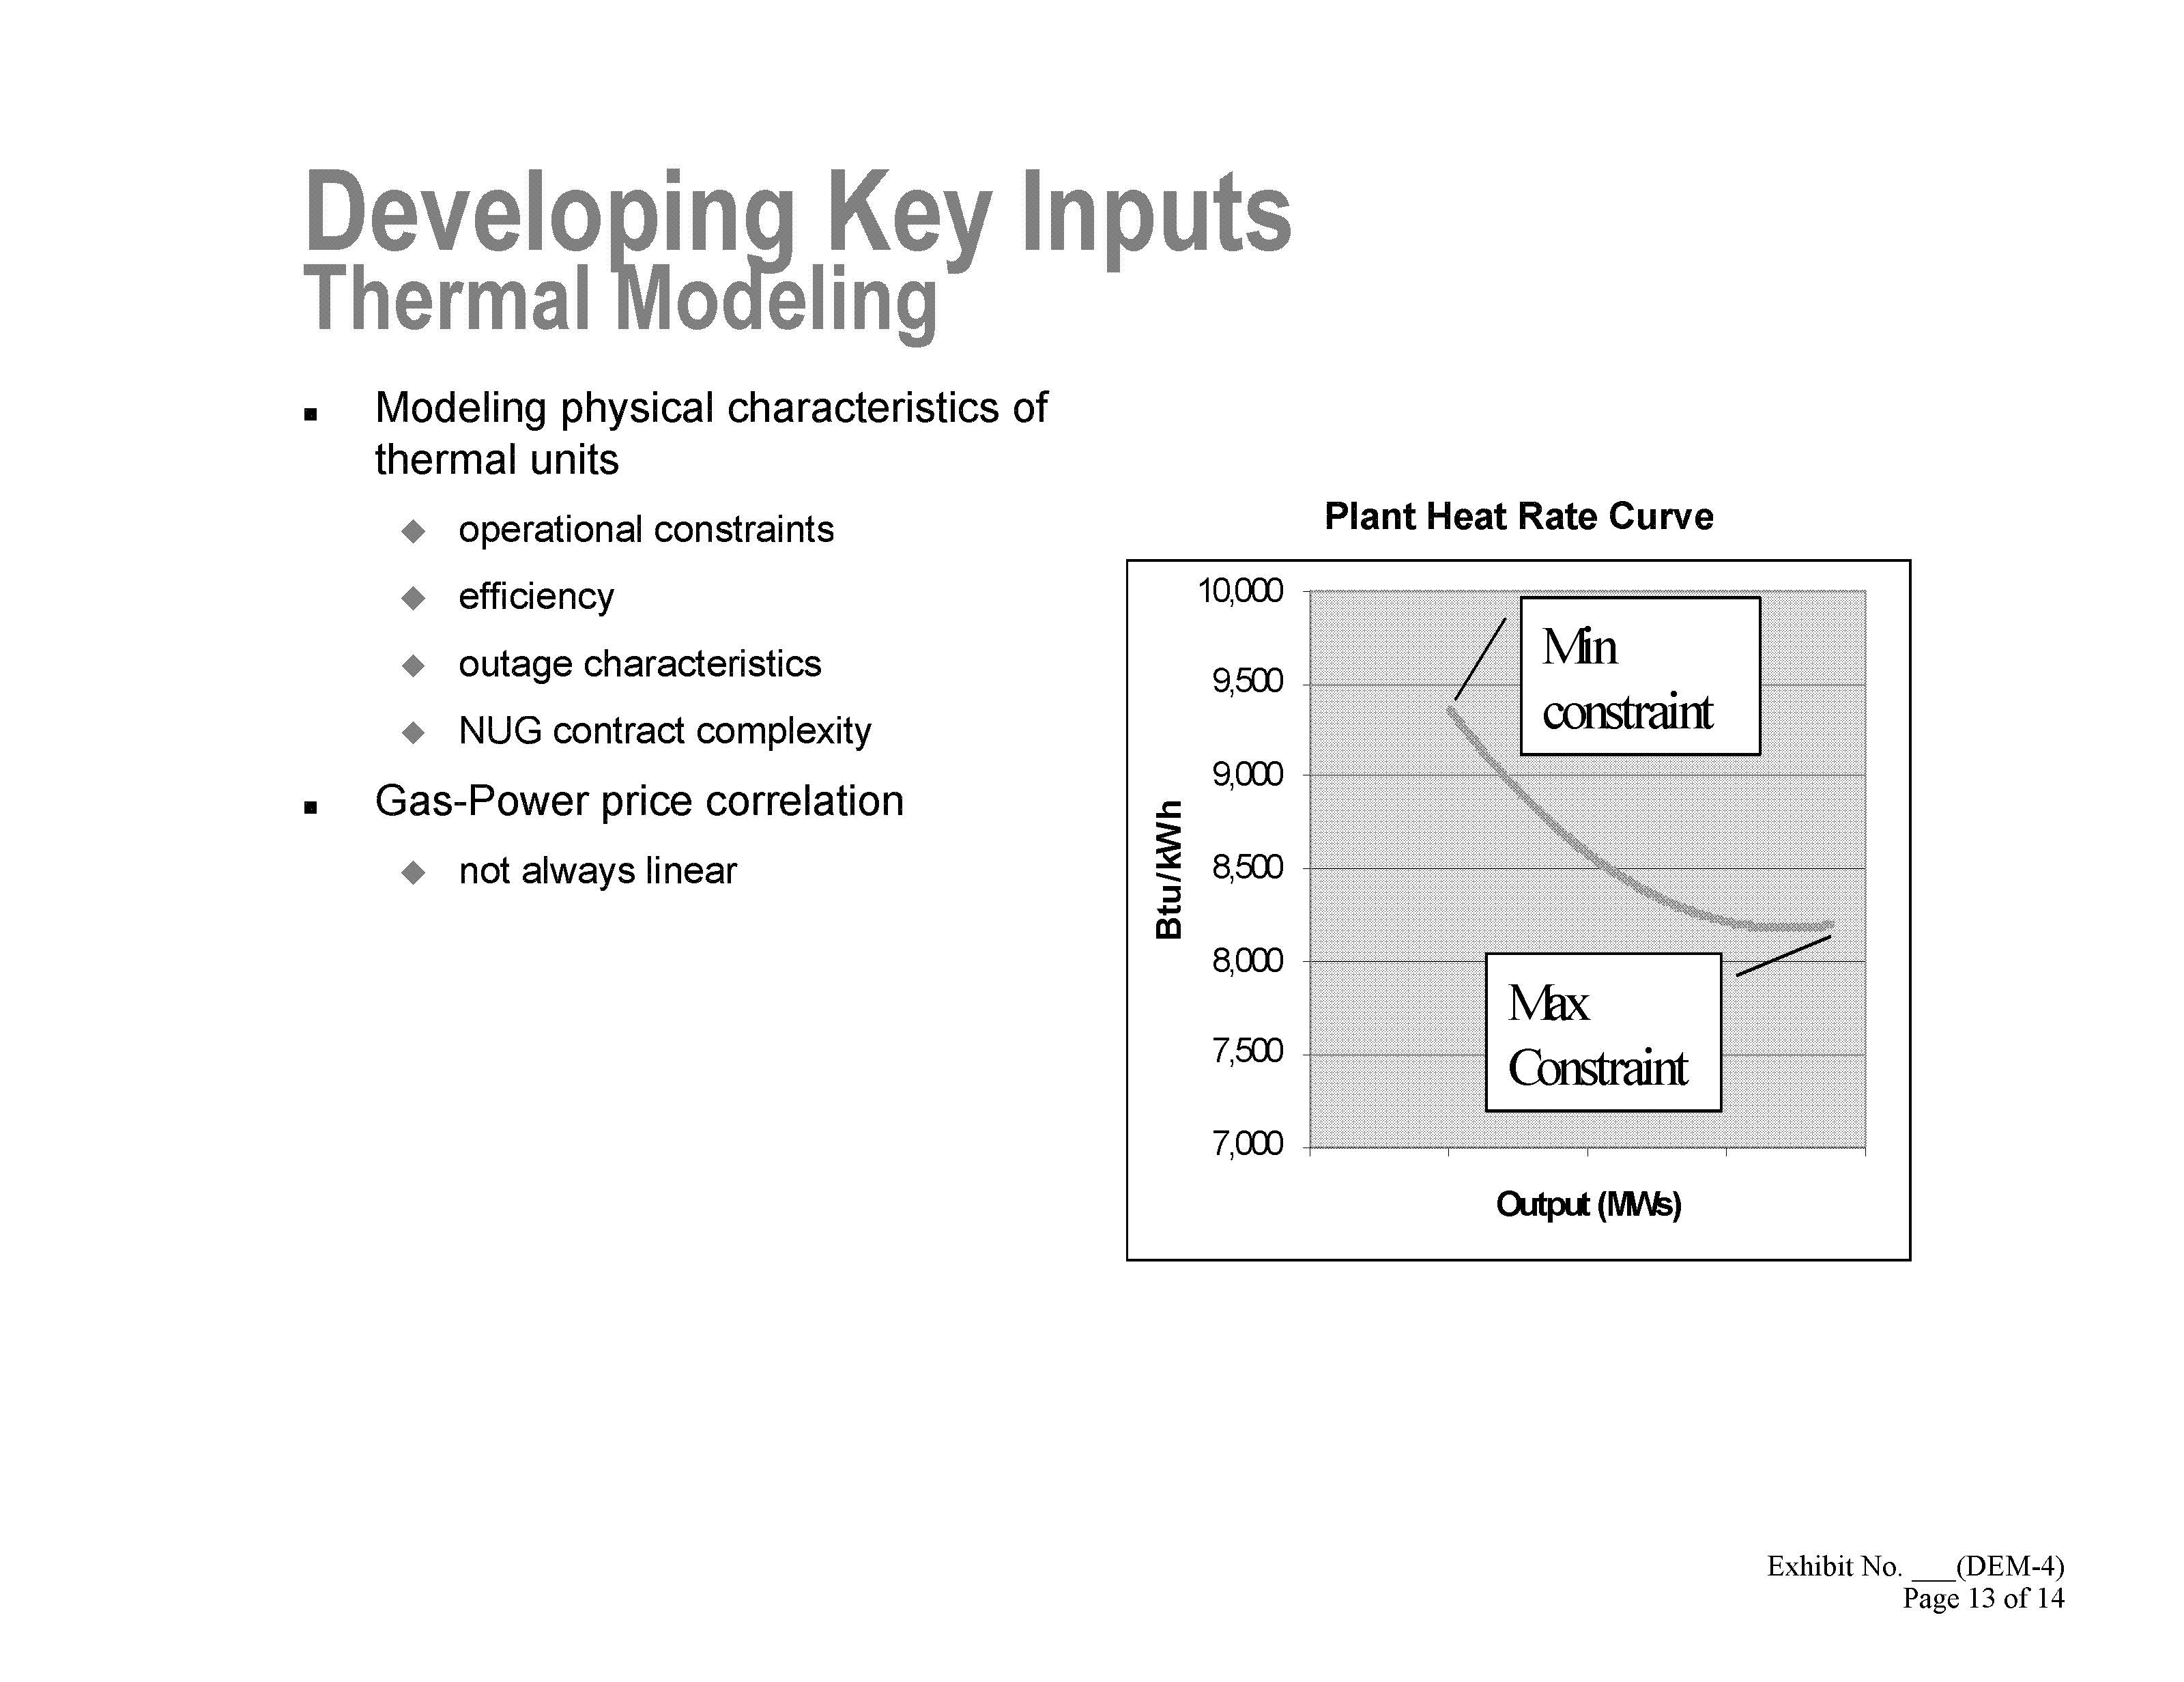 Developing Key Inputs
Thermal Modeling
■ Modeling physical characteristics of
thermal units
◆ operational constraints
◆ efficiency
◆ outage characteristics
◆ NUG contract complexity
■ Gas-Power price correlation
◆ not always linear
Plant Heat Rate Curve
10,000
9,500
9,000
8,500
8,000
7,500
7,000
Btu/kWh
Min
constraint
Max
Constraint
Output (MWs)
Exhibit No. ___(DEM-4)
Page 13 of 14